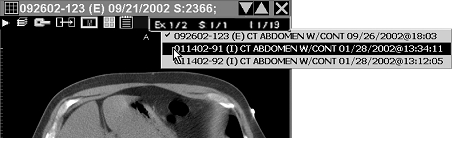 092602-123 (E) 09/21/2002 S:2366;
Ex 1/2 S 1/1 I 1/19
A
✓ 092602-123 (E) CT ABDOMEN W/CONT 09/26/2002@18:03
011402-91 (I) CT ABDOMEN W/CONT 01/28/2002@13:34:11
011402-92 (I) CT ABDOMEN W/CONT 01/28/2002@13:12:05